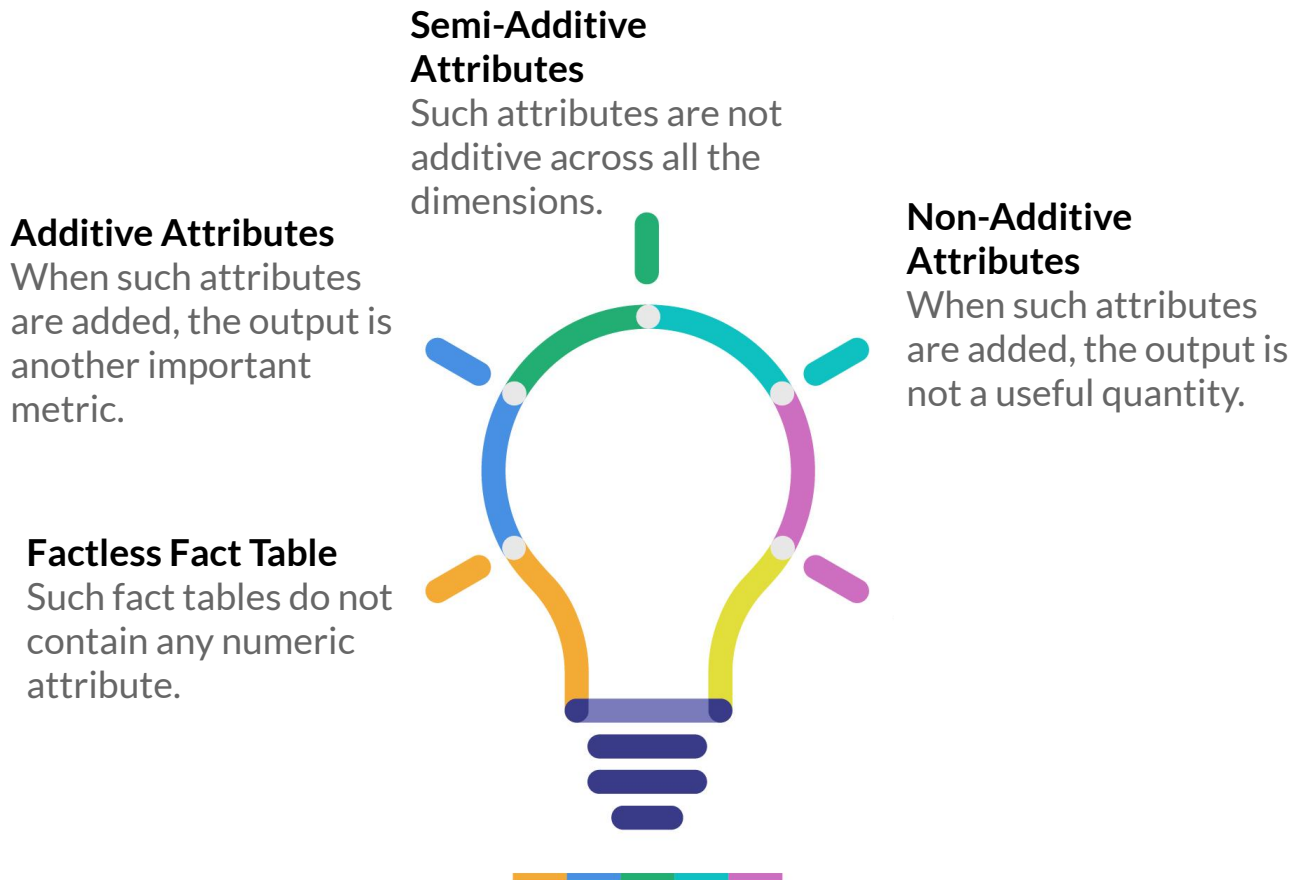 Semi-Additive
Attributes
Such attributes are not
additive across all the
dimensions.
Additive Attributes
When such attributes
are added, the output is
another important
metric.
Non-Additive
Attributes
When such attributes
are added, the output is
not a useful quantity.
Factless Fact Table
Such fact tables do not
contain any numeric
attribute.